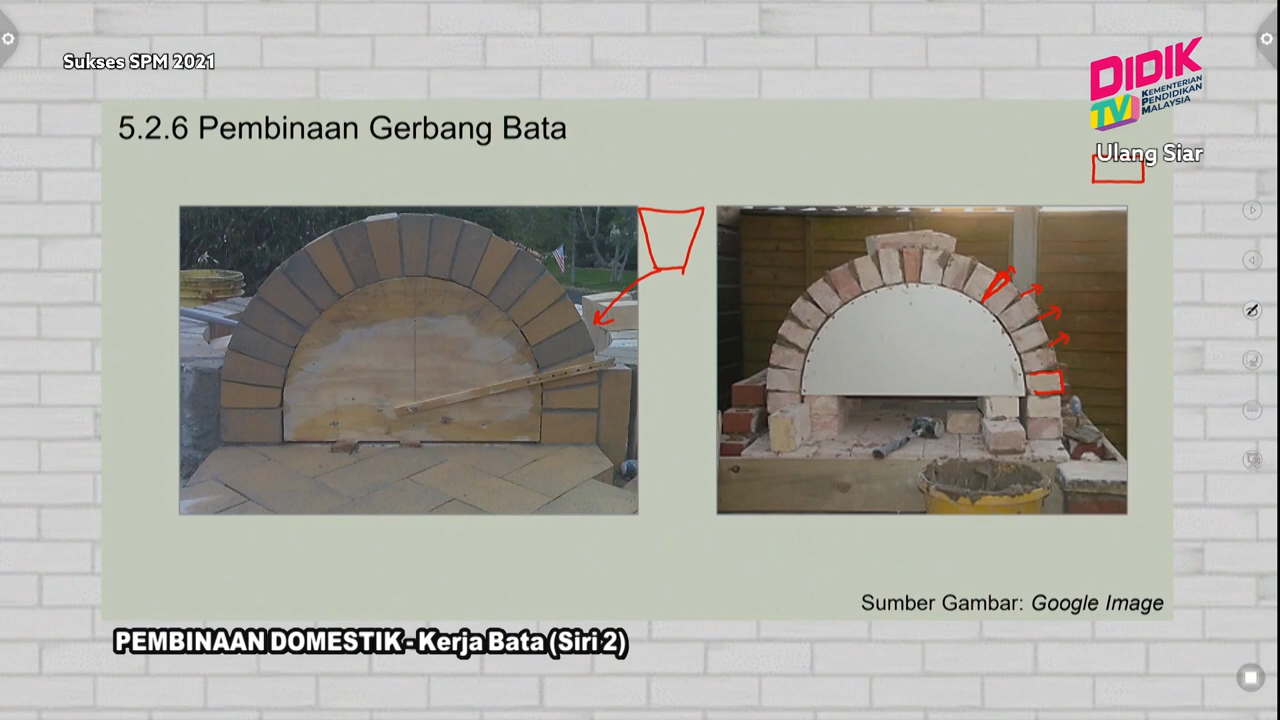 Sukses SPM 2021
DIDIK
TV
KEMENTERIAN
PENDIDIKAN
MALAYSIA
Ulang Siar
5.2.6 Pembinaan Gerbang Bata
Sumber Gambar: Google Image
PEMBINAAN DOMESTIK - Kerja Bata (Siri 2)